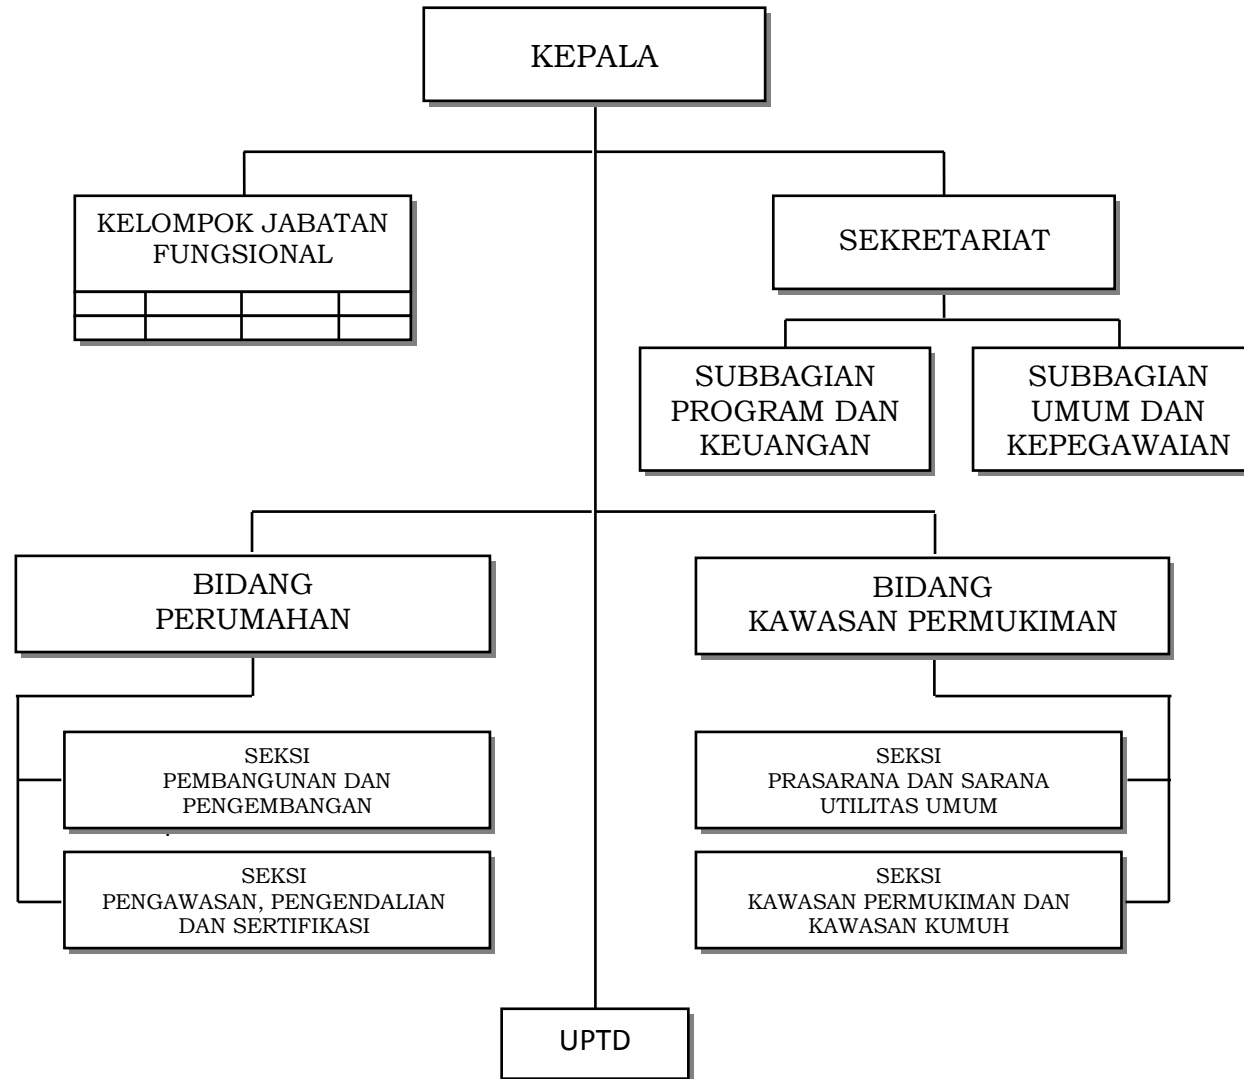 KEPALA
KELOMPOK JABATAN
FUNGSIONAL
SEKRETARIAT
SUBBAGIAN
PROGRAM DAN
KEUANGAN
SUBBAGIAN
UMUM DAN
KEPEGAWAIAN
BIDANG
PERUMAHAN
BIDANG
KAWASAN PERMUKIMAN
SEKSI
PEMBANGUNAN DAN
PENGEMBANGAN
SEKSI
PENGAWASAN, PENGENDALIAN
DAN SERTIFIKASI
SEKSI
PRASARANA DAN SARANA
UTILITAS UMUM
SEKSI
KAWASAN PERMUKIMAN DAN
KAWASAN KUMUH
UPTD